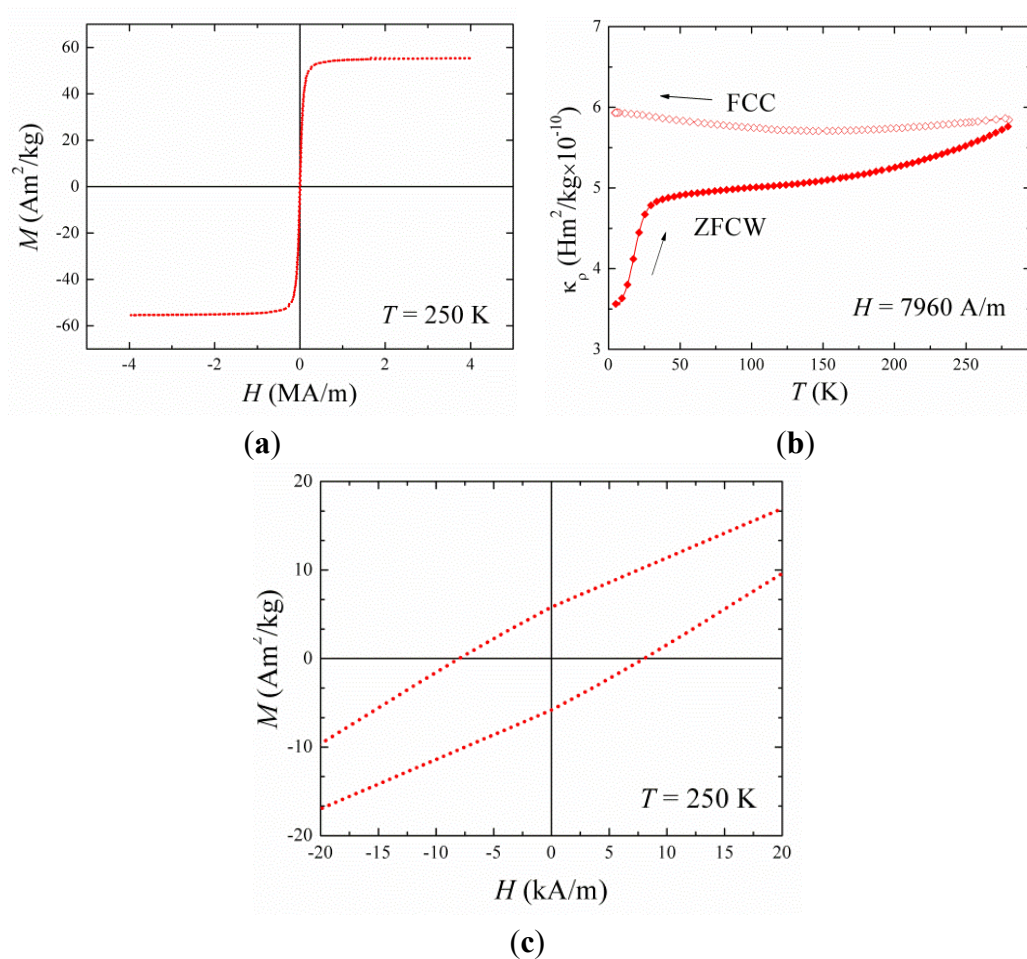 60
40
20
0
-20
-40
-60
M (Am²/kg)
-4 -2 0 2 4
H (MA/m)
T = 250 K
(a)
7
6
5
4
3
κρ (Hm²/kg×10⁻¹⁰)
FCC
ZFCW
H = 7960 A/m
0 50 100 150 200 250
T (K)
(b)
20
10
0
-10
-20
M (Am²/kg)
T = 250 K
-20 -15 -10 -5 0 5 10 15 20
H (kA/m)
(c)